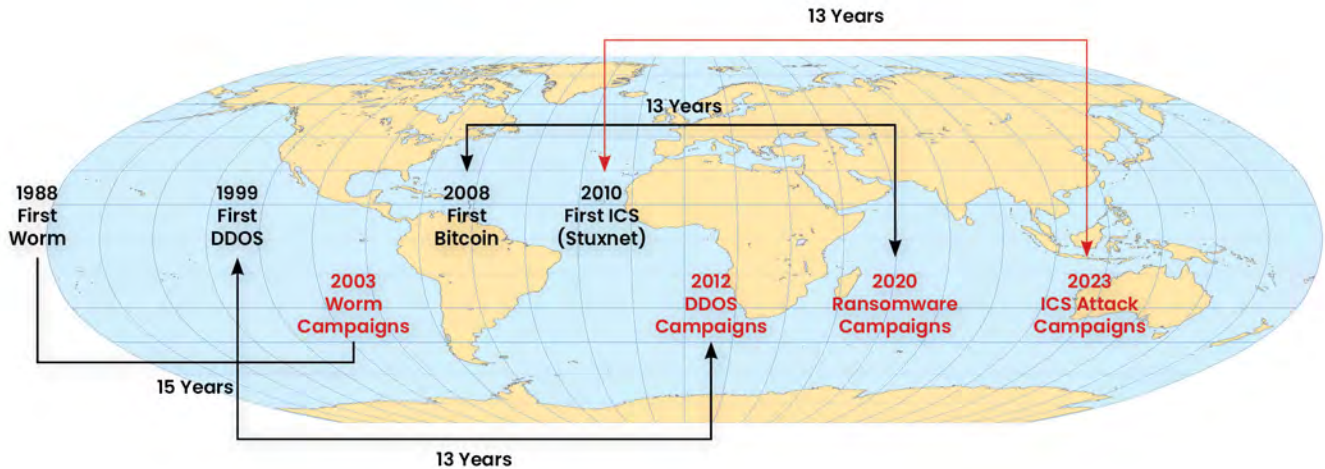 13 Years
13 Years
1988
First
Worm
1999
First
DDOS
2008
First
Bitcoin
2010
First ICS
(Stuxnet)
2003
Worm
Campaigns
2012
DDOS
Campaigns
2020
Ransomware
Campaigns
2023
ICS Attack
Campaigns
15 Years
13 Years